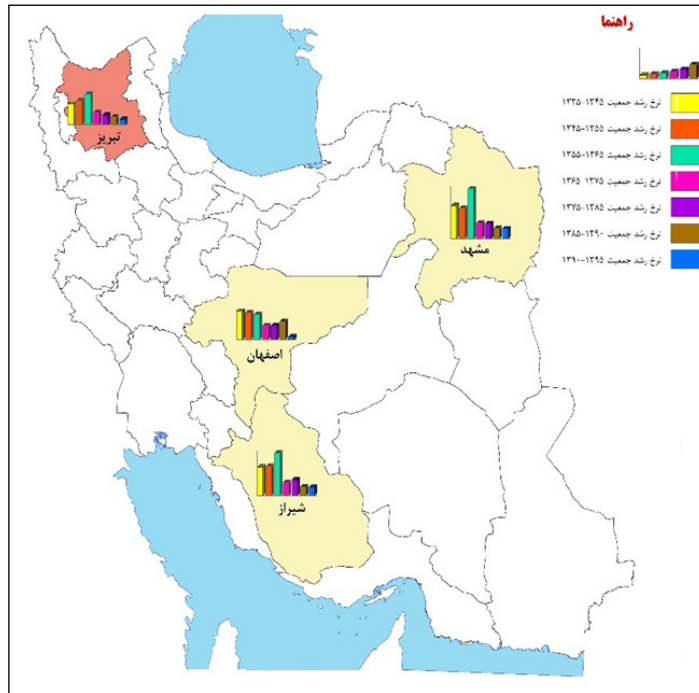 راهنما
نرخ رشد جمعیت ۱۳۴۵-۱۳۳۵
نرخ رشد جمعیت ۱۳۵۵-۱۳۴۵
نرخ رشد جمعیت ۱۳۶۵-۱۳۵۵
نرخ رشد جمعیت ۱۳۷۵-۱۳۶۵
نرخ رشد جمعیت ۱۳۸۵-۱۳۷۵
نرخ رشد جمعیت ۱۳۹۰-۱۳۸۵
نرخ رشد جمعیت ۱۳۹۵-۱۳۹۰
تبریز
مشهد
اصفهان
شیراز